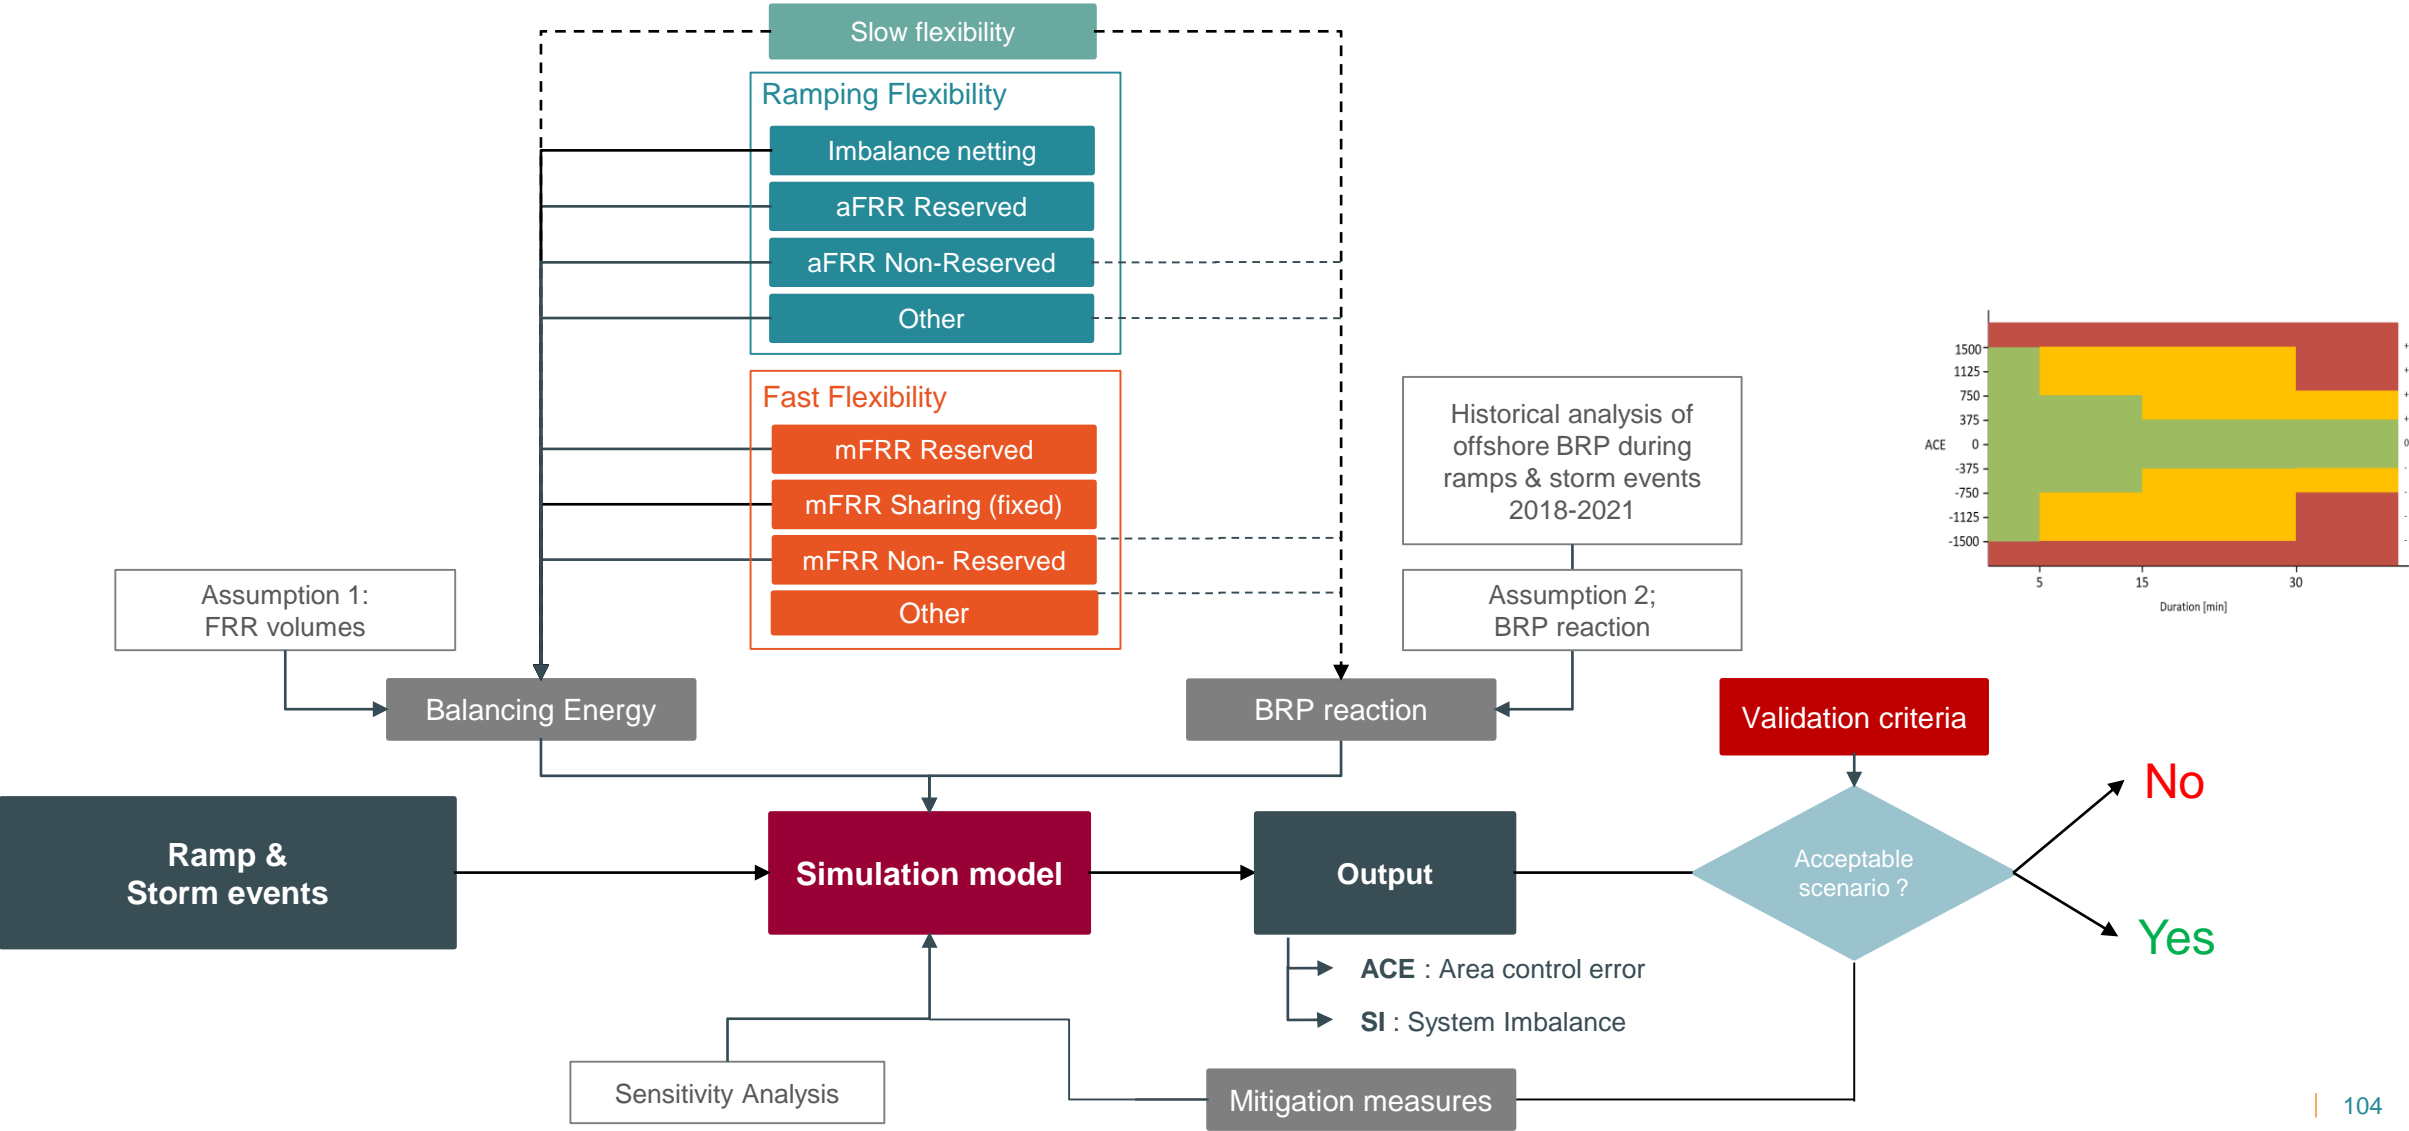 Slow flexibility
Ramping Flexibility
Imbalance netting
aFRR Reserved
aFRR Non-Reserved
Other
Fast Flexibility
mFRR Reserved
mFRR Sharing (fixed)
mFRR Non- Reserved
Other
Historical analysis of
offshore BRP during
ramps & storm events
2018-2021
Assumption 1:
FRR volumes
Assumption 2;
BRP reaction
1500
1125
750
375
ACE 0
-375
-750
-1125
-1500
+
+
+
+
0
-
-
-
-
5 15 30
Duration [min]
Balancing Energy
BRP reaction
Validation criteria
Ramp &
Storm events
Simulation model
Output
Acceptable
scenario ?
No
Yes
ACE : Area control error
SI : System Imbalance
Sensitivity Analysis
Mitigation measures
104